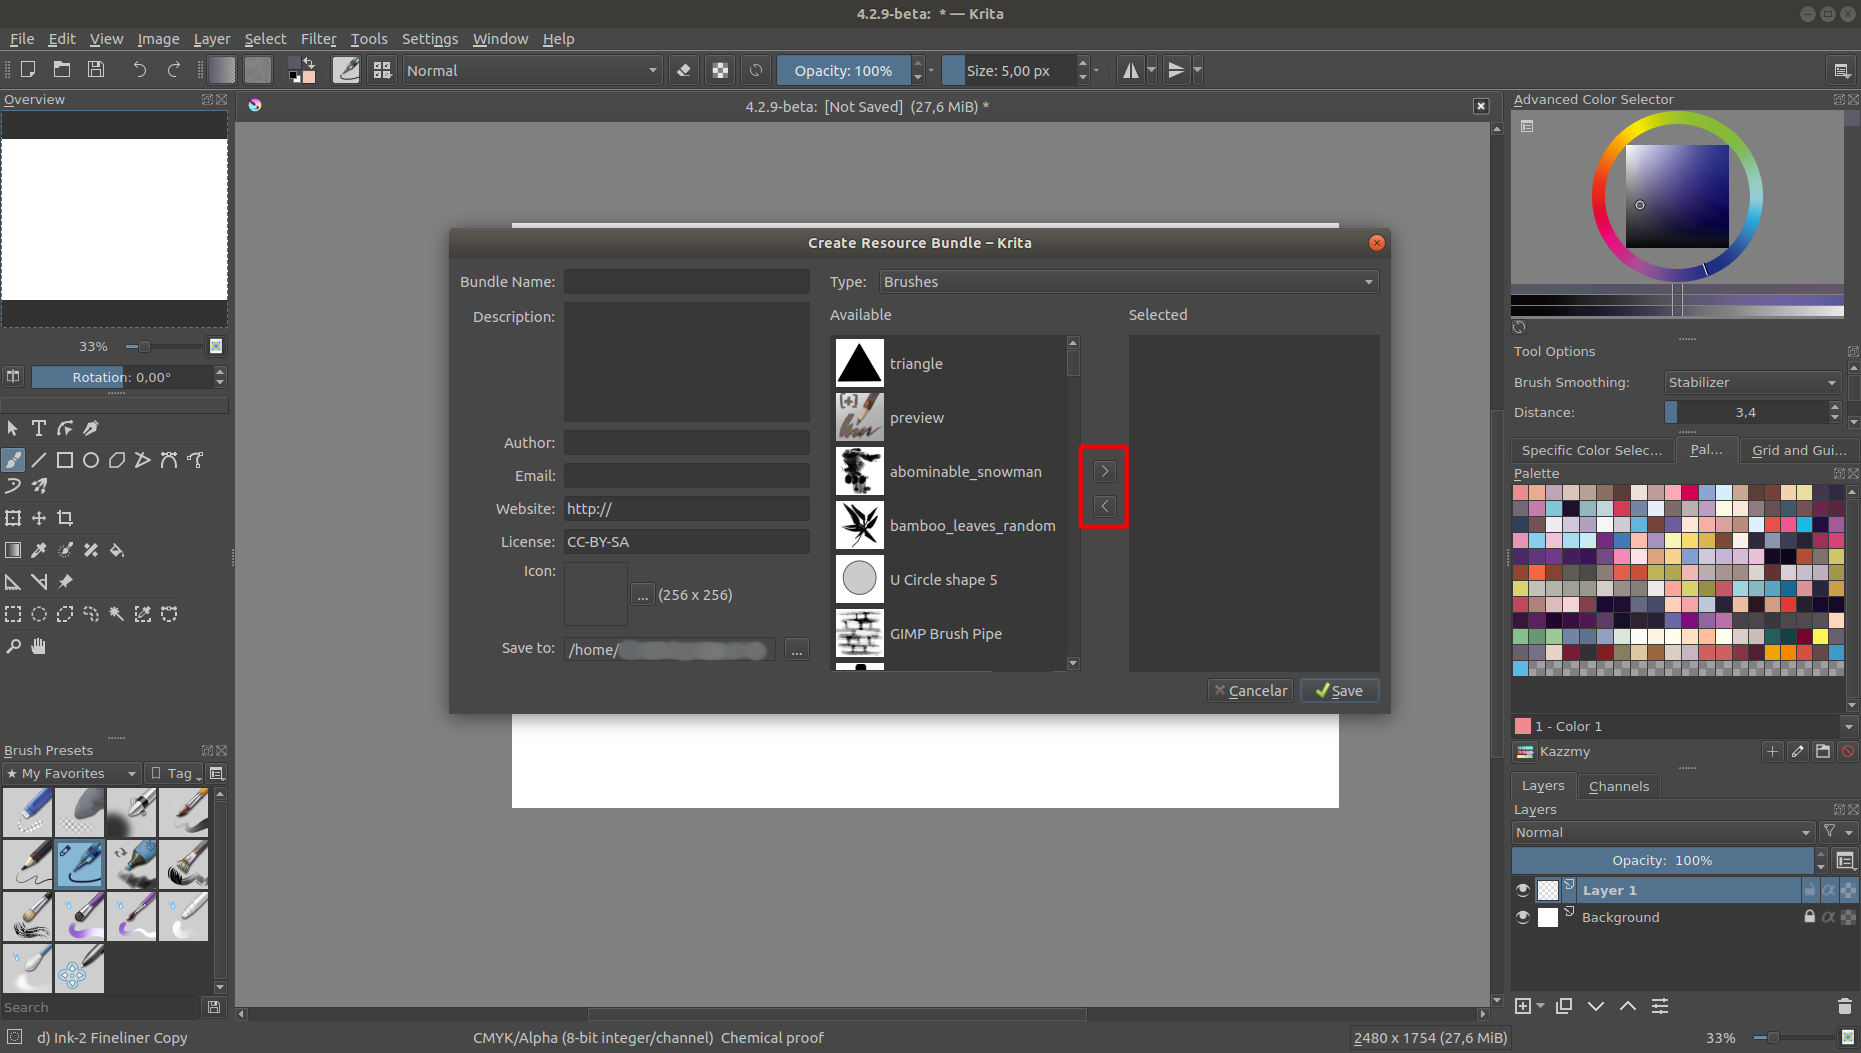 4.2.9-beta:  * — Krita
File Edit View Image Layer Select Filter Tools Settings Window Help
Normal
Opacity: 100%
Size: 5,00 px
Overview
4.2.9-beta:  [Not Saved]  (27,6 MiB) *
Advanced Color Selector
33%
Rotation: 0,00°
Create Resource Bundle – Krita
Bundle Name:
Description:
Author:
Email:
Website: http://
License: CC-BY-SA
Icon:
... (256 x 256)
Save to: /home/ ...
Type: Brushes
Available
Selected
triangle
preview
abominable_snowman
bamboo_leaves_random
U Circle shape 5
GIMP Brush Pipe
>
<
Cancelar
Save
Tool Options
Brush Smoothing: Stabilizer
Distance: 3,4
Specific Color Selec... Pal... Grid and Gui...
Palette
1 - Color 1
Kazzmy
Layers Channels
Layers
Normal
Opacity:  100%
Layer 1
Background
Brush Presets
★ My Favorites
Tag
Search
d) Ink-2 Fineliner Copy
CMYK/Alpha (8-bit integer/channel)  Chemical proof
2480 x 1754 (27,6 MiB)
33%